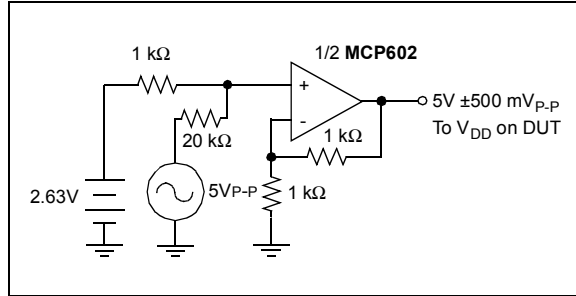 1 kΩ
1/2 MCP602
+
-
20 kΩ
1 kΩ
5V ±500 mVP-P
To VDD on DUT
2.63V
5VP-P
1 kΩ